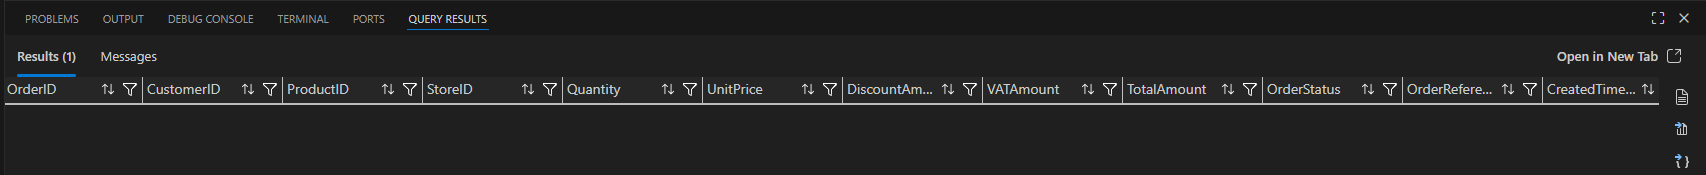 PROBLEMS OUTPUT DEBUG CONSOLE TERMINAL PORTS QUERY RESULTS
Results (1) Messages Open in New Tab
OrderID CustomerID ProductID StoreID Quantity UnitPrice DiscountAm... VATAmount TotalAmount OrderStatus OrderRefere... CreatedTime...